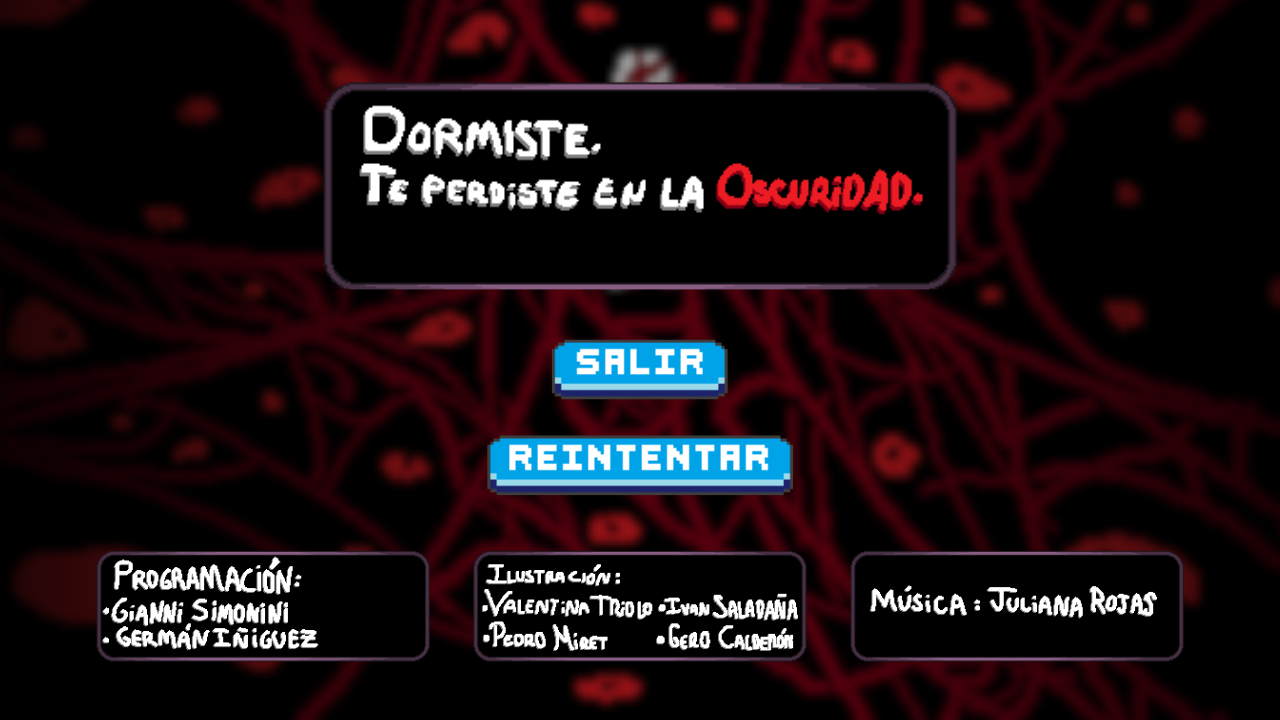 Dormiste.
Te perdiste en la Oscuridad.
SALIR
REINTENTAR
Programación:
• Gianni Simonini
• Germán Iñiguez
Ilustración:
• Valentina Triolo • Ivan Saladaña
• Pedro Miret • Gero Calderón
Música : Juliana Rojas